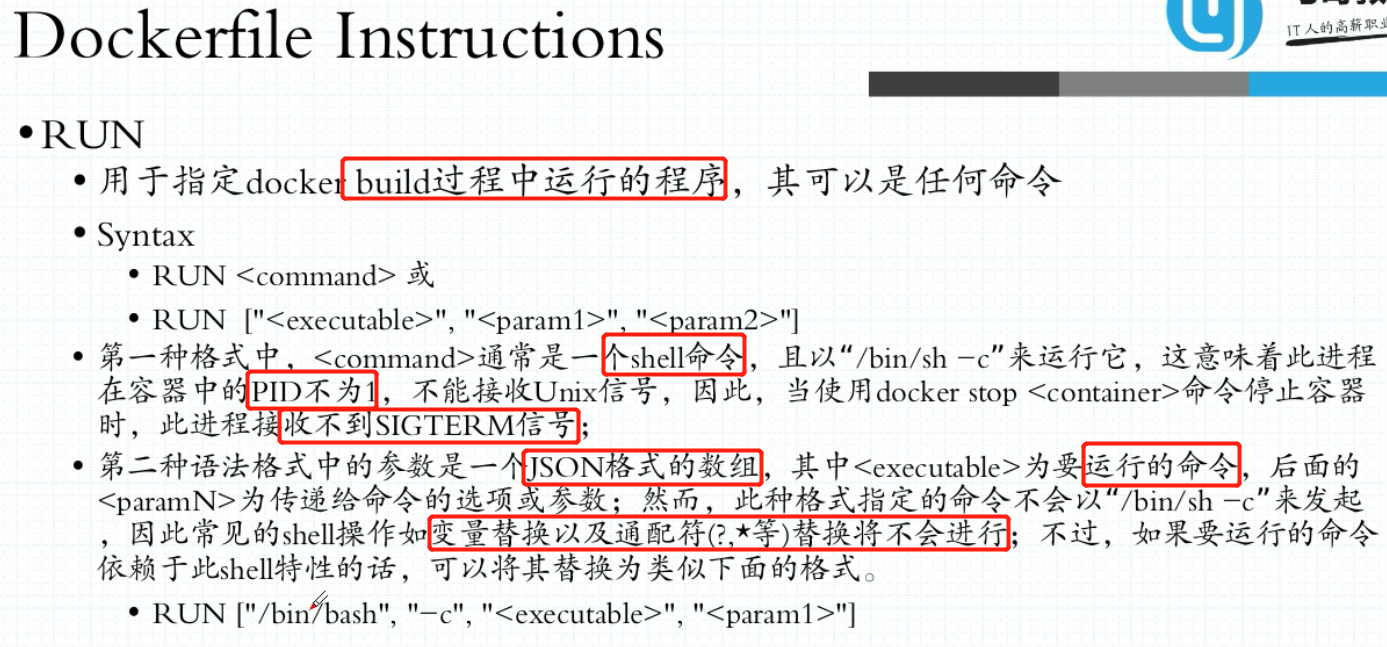 Dockerfile Instructions
IT人的高薪职业
•RUN
• 用于指定docker build过程中运行的程序，其可以是任何命令
• Syntax
• RUN <command> 或
• RUN ["<executable>", "<param1>", "<param2>"]
• 第一种格式中，<command>通常是一个shell命令，且以“/bin/sh -c”来运行它，这意味着此进程
在容器中的PID不为1，不能接收Unix信号，因此，当使用docker stop <container>命令停止容器
时，此进程接收不到SIGTERM信号；
• 第二种语法格式中的参数是一个JSON格式的数组，其中<executable>为要运行的命令，后面的
<paramN>为传递给命令的选项或参数；然而，此种格式指定的命令不会以“/bin/sh -c”来发起
，因此常见的shell操作如变量替换以及通配符(?,*等)替换将不会进行；不过，如果要运行的命令
依赖于此shell特性的话，可以将其替换为类似下面的格式。
• RUN ["/bin/bash", "-c", "<executable>", "<param1>"]